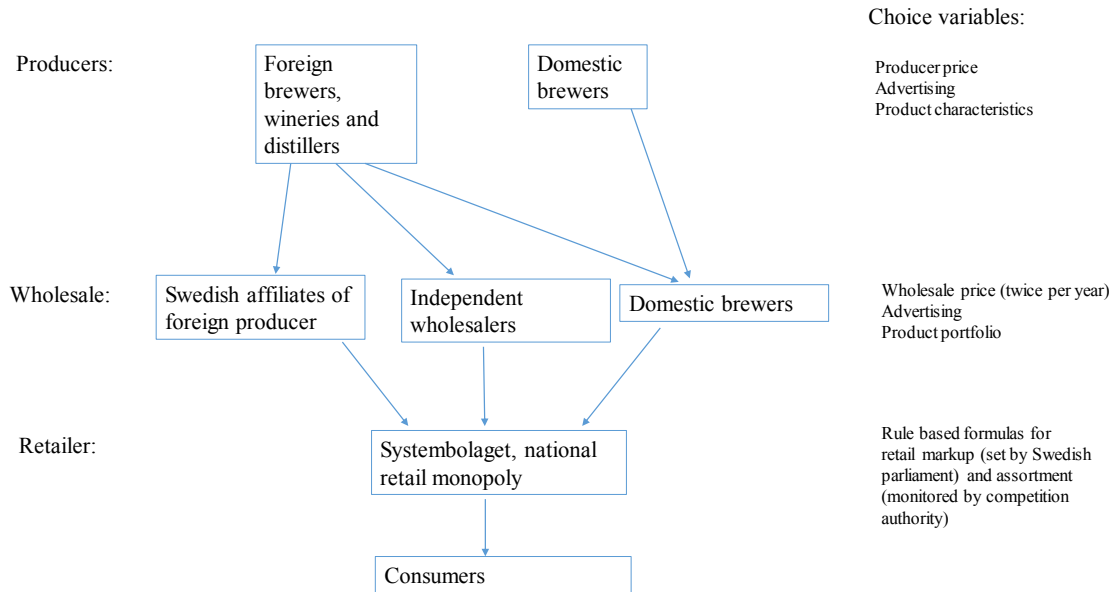 Choice variables:
Producers:
Foreign
brewers,
wineries and
distillers
Domestic
brewers
Producer price
Advertising
Product characteristics
Wholesale:
Swedish affiliates of
foreign producer
Independent
wholesalers
Domestic brewers
Wholesale price (twice per year)
Advertising
Product portfolio
Retailer:
Systembolaget, national
retail monopoly
Rule based formulas for
retail markup (set by Swedish
parliament) and assortment
(monitored by competition
authority)
Consumers